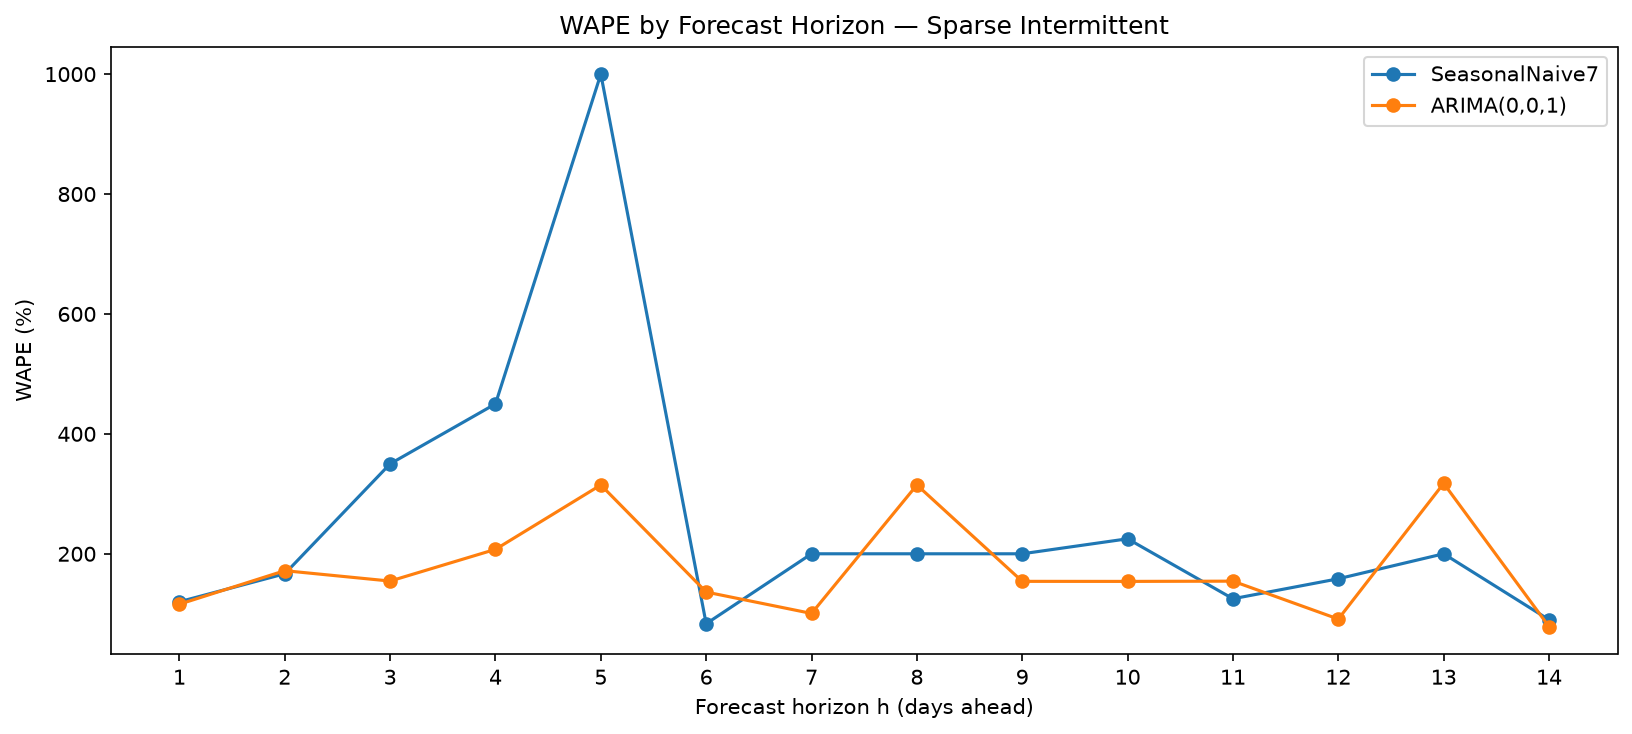 WAPE by Forecast Horizon — Sparse Intermittent
SeasonalNaive7
ARIMA(0,0,1)
WAPE (%)
1000
800
600
400
200
1 2 3 4 5 6 7 8 9 10 11 12 13 14
Forecast horizon h (days ahead)